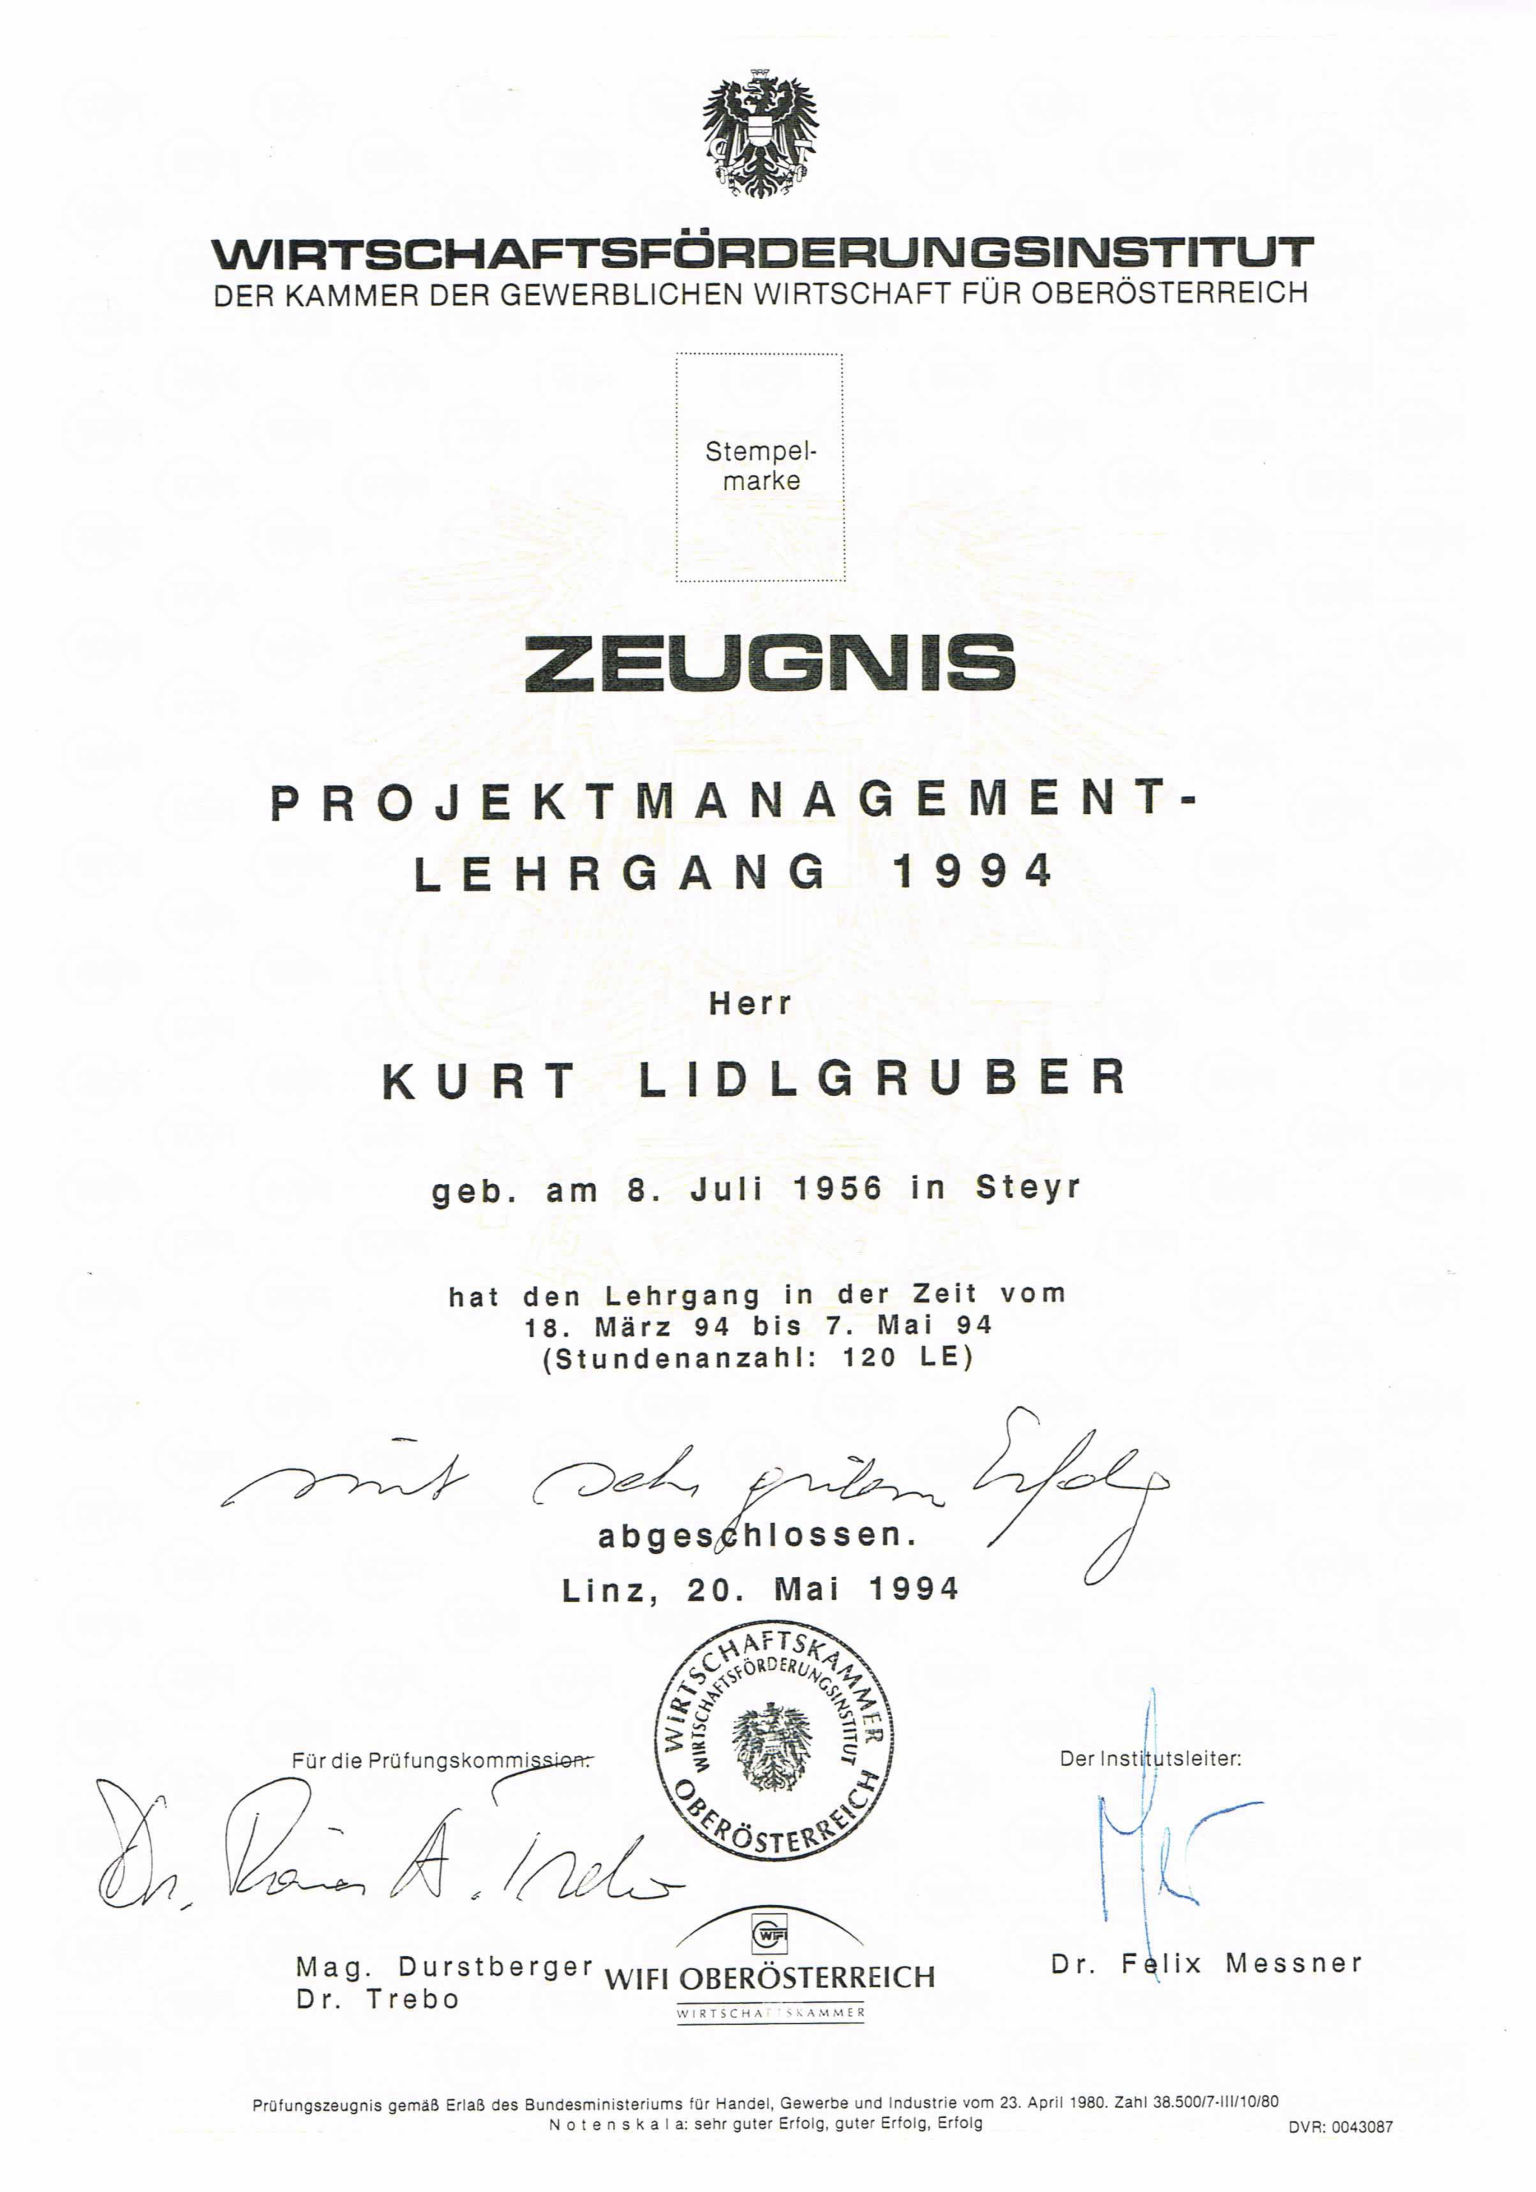 WIRTSCHAFTSFÖRDERUNGSINSTITUT
DER KAMMER DER GEWERBLICHEN WIRTSCHAFT FÜR OBERÖSTERREICH
Stempel-
marke
ZEUGNIS
PROJEKTMANAGEMENT-
LEHRGANG 1994
Herr
KURT LIDLGRUBER
geb. am 8. Juli 1956 in Steyr
hat den Lehrgang in der Zeit vom
18. März 94 bis 7. Mai 94
(Stundenanzahl: 120 LE)
mit sehr gutem Erfolg
abgeschlossen.
Linz, 20. Mai 1994
WIRTSCHAFTSKAMMER
WIRTSCHAFTSFÖRDERUNGSINSTITUT
OBERÖSTERREICH
Für die Prüfungskommission:
Der Institutsleiter:
Dr. A. Trebo
Mag. Durstberger
Dr. Trebo
WIFI
WIFI OBERÖSTERREICH
WIRTSCHAFTSKAMMER
Dr. Felix Messner
Prüfungszeugnis gemäß Erlaß des Bundesministeriums für Handel, Gewerbe und Industrie vom 23. April 1980. Zahl 38.500/7-III/10/80
Notenskala: sehr guter Erfolg, guter Erfolg, Erfolg
DVR: 0043087